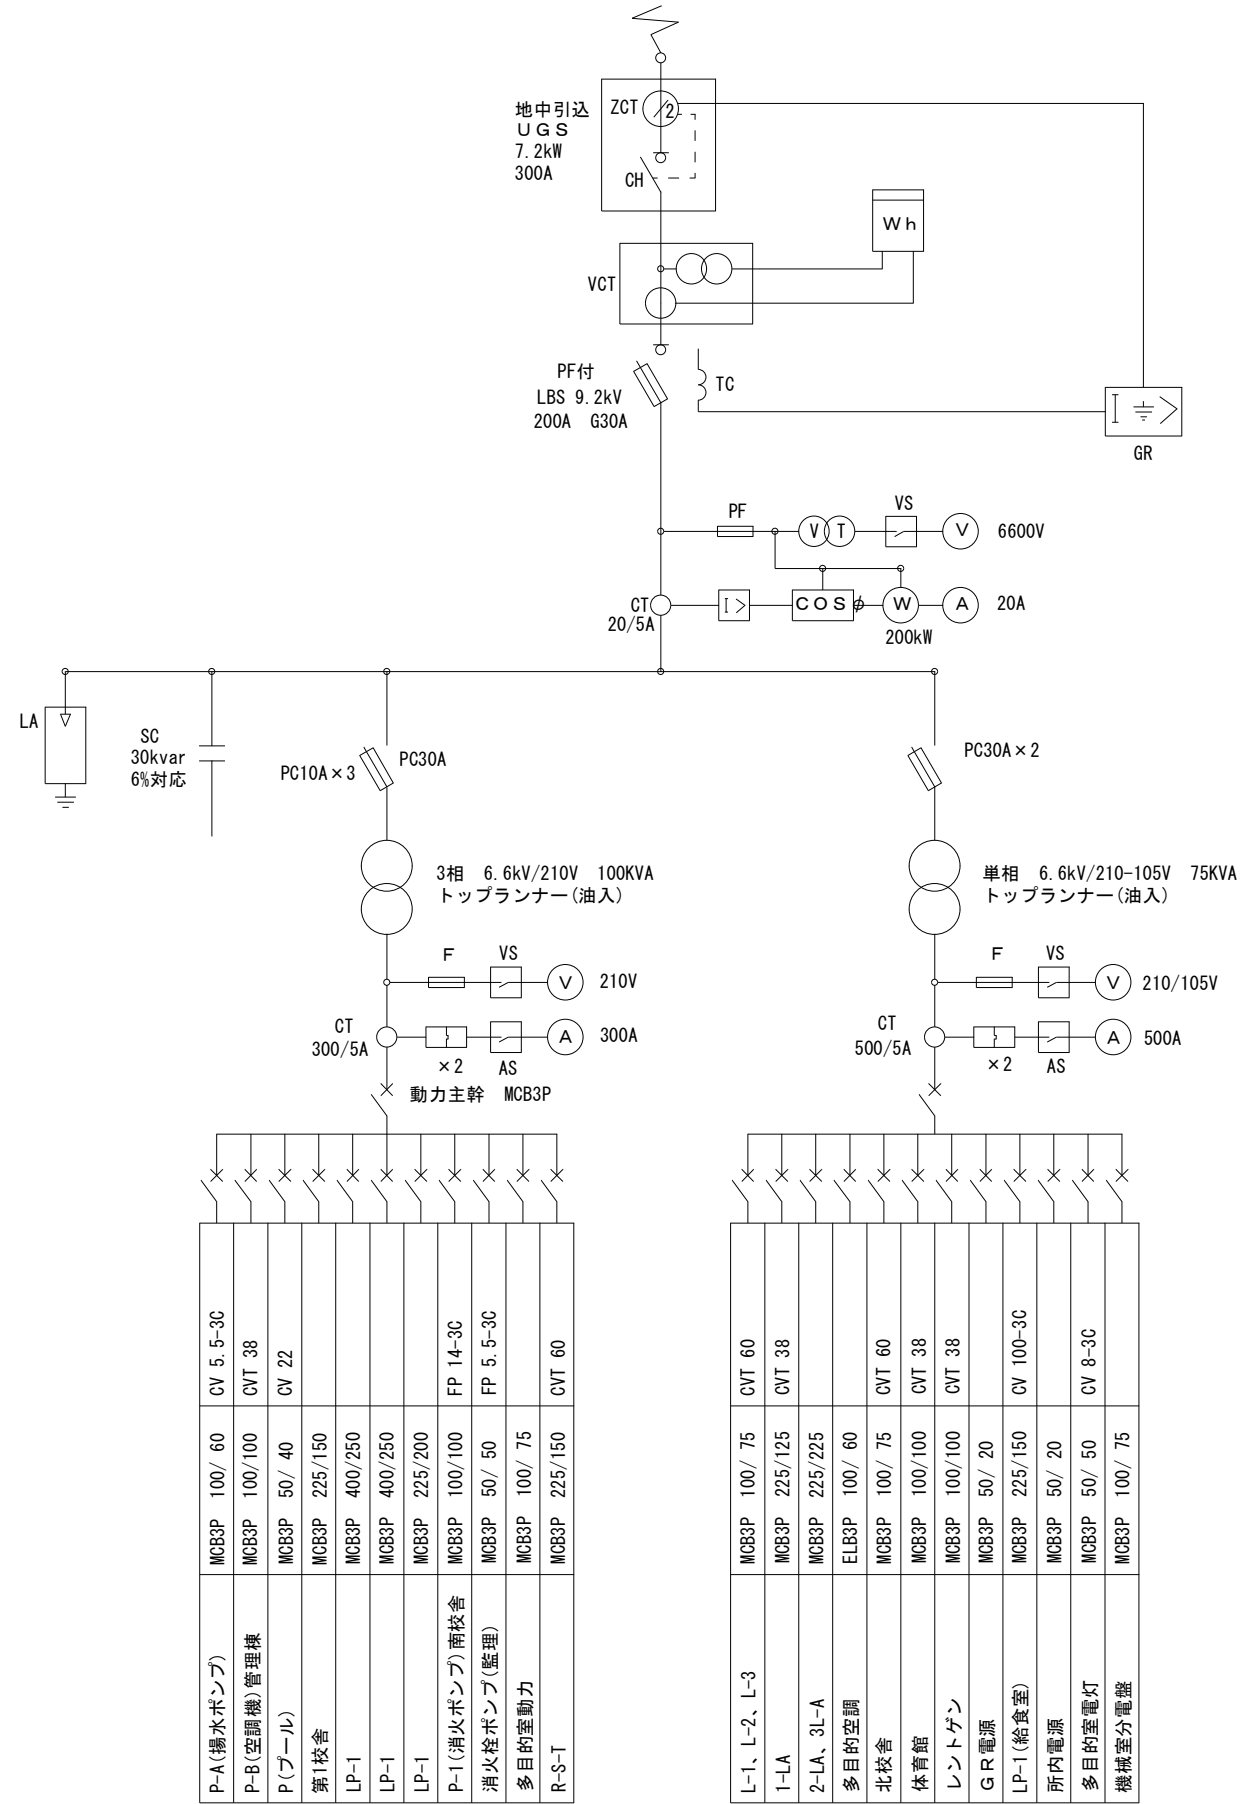 地中引込
UGS
7.2kW
300A
ZCT
2
CH
Wh
VCT
PF付
LBS 9.2kV
200A G30A
TC
I >
GR
PF
V T
VS
V
6600V
CT
20/5A
I >
COSφ
W
200kW
A
20A
LA
SC
30kvar
6%対応
PC10A×3
PC30A
PC30A×2
3相 6.6kV/210V 100KVA
トップランナー(油入)
単相 6.6kV/210-105V 75KVA
トップランナー(油入)
F
VS
V
210V
CT
300/5A
×2
AS
A
300A
動力主幹 MCB3P
F
VS
V
210/105V
CT
500/5A
×2
AS
A
500A
P-A(揚水ポンプ) MCB3P 100/ 60 CV 5.5-3C
P-B(空調機)管理棟 MCB3P 100/100 CVT 38
P(プール) MCB3P 50/ 40 CV 22
第1校舎 MCB3P 225/150
LP-1 MCB3P 400/250
LP-1 MCB3P 400/250
LP-1 MCB3P 225/200
P-1(消火ポンプ)南校舎 MCB3P 100/100 FP 14-3C
消火栓ポンプ(監理) MCB3P 50/ 50 FP 5.5-3C
多目的室動力 MCB3P 100/ 75
R-S-T MCB3P 225/150 CVT 60
L-1、L-2、L-3 MCB3P 100/ 75 CVT 60
1-LA MCB3P 225/125 CVT 38
2-LA、3L-A MCB3P 225/225
多目的空調 ELB3P 100/ 60
北校舎 MCB3P 100/ 75 CVT 60
体育館 MCB3P 100/100 CVT 38
レントゲン MCB3P 100/100 CVT 38
GR電源 MCB3P 50/ 20
LP-1(給食室) MCB3P 225/150 CV 100-3C
所内電源 MCB3P 50/ 20
多目的室電灯 MCB3P 50/ 50 CV 8-3C
機械室分電盤 MCB3P 100/ 75